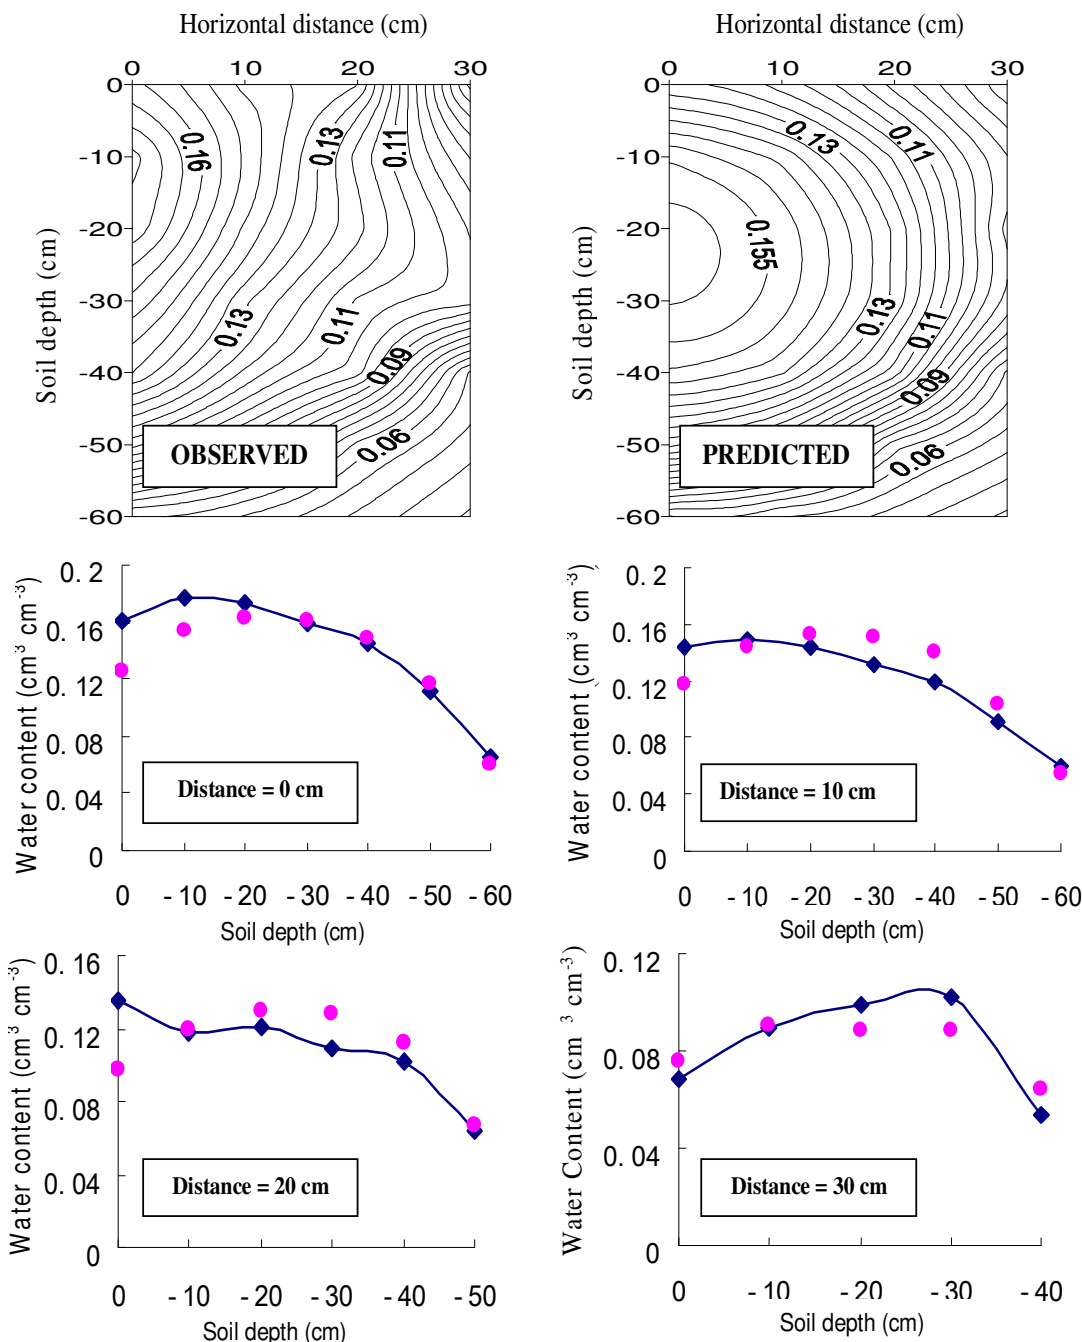 Horizontal distance (cm) Horizontal distance (cm)
0 10 20 30 0 10 20 30
0 0
-10 -10
-20 -20
-30 -30
-40 -40
-50 -50
-60 -60
Soil depth (cm) Soil depth (cm)
0.16 0.13 0.11 0.13 0.11
0.155
0.13 0.11 0.13 0.11
0.09 0.09
0.06 0.06
OBSERVED PREDICTED
Water content (cm³ cm⁻³) Water content (cm³ cm⁻³)
0. 2 0. 2
0. 16 0. 16
0. 12 0. 12
0. 08 0. 08
0. 04 0. 04
0 0
Distance = 0 cm Distance = 10 cm
0 - 10 - 20 - 30 - 40 - 50 - 60 0 - 10 - 20 - 30 - 40 - 50 - 60
Soil depth (cm) Soil depth (cm)
Water content (cm³ cm⁻³) Water Content (cm ³ cm⁻³)
0. 16 0. 12
0. 12 0. 08
0. 08 0. 04
0. 04 0
0
Distance = 20 cm Distance = 30 cm
0 - 10 - 20 - 30 - 40 - 50 0 - 10 - 20 - 30 - 40
Soil depth (cm) Soil depth (cm)